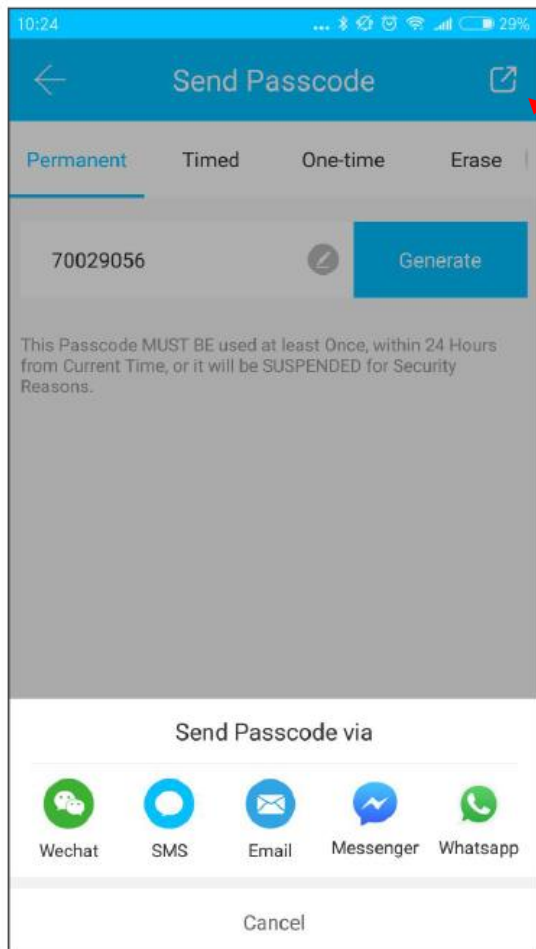 10:24 ... 29%
Send Passcode
Permanent Timed One-time Erase
70029056 Generate
This Passcode MUST BE used at least Once, within 24 Hours
from Current Time, or it will be SUSPENDED for Security
Reasons.
Send Passcode via
Wechat SMS Email Messenger Whatsapp
Cancel